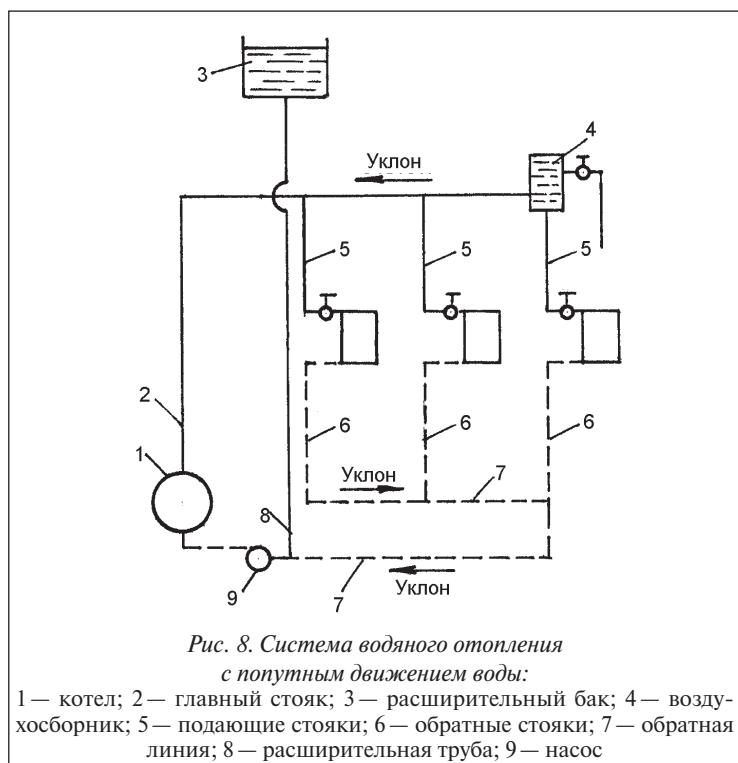 3
4
Уклон
5
5
5
2
6
6
6
1
Уклон
7
8
9
7
Уклон
Рис. 8. Система водяного отопления
с попутным движением воды:
1 — котел; 2 — главный стояк; 3 — расширительный бак; 4 — возду-
хосборник; 5 — подающие стояки; 6 — обратные стояки; 7 — обратная
линия; 8 — расширительная труба; 9 — насос